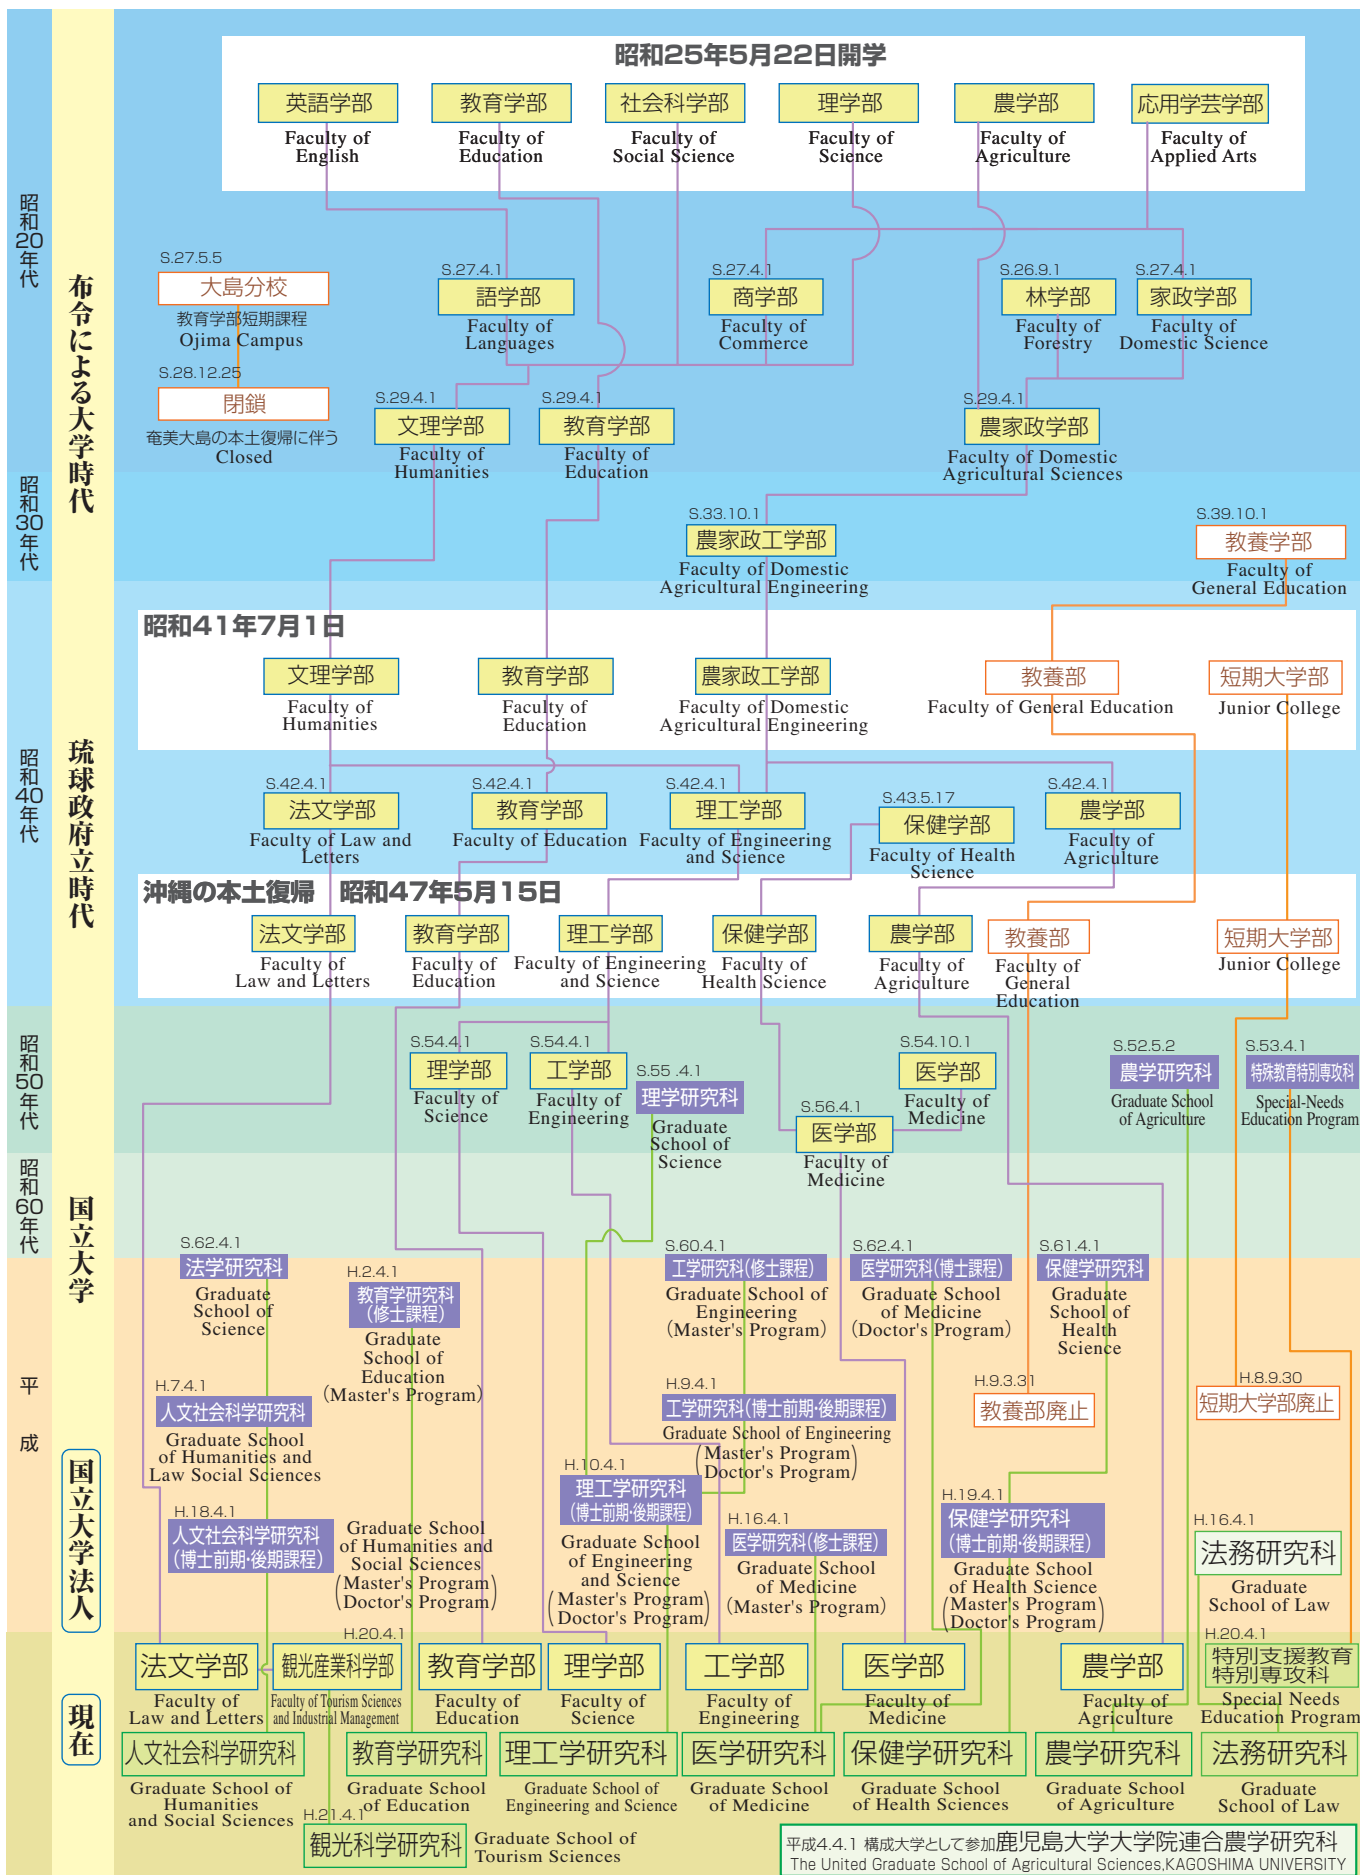 昭和25年5月22日開学
英語学部
Faculty of
English
教育学部
Faculty of
Education
社会科学部
Faculty of
Social Science
理学部
Faculty of
Science
農学部
Faculty of
Agriculture
応用学芸学部
Faculty of
Applied Arts
昭和20年代
布令による大学時代
S.27.5.5
大島分校
教育学部短期課程
Ojima Campus
S.28.12.25
閉鎖
奄美大島の本土復帰に伴う
Closed
S.27.4.1
語学部
Faculty of
Languages
S.27.4.1
商学部
Faculty of
Commerce
S.26.9.1
林学部
Faculty of
Forestry
S.27.4.1
家政学部
Faculty of
Domestic Science
S.29.4.1
文理学部
Faculty of
Humanities
S.29.4.1
教育学部
Faculty of
Education
S.29.4.1
農家政学部
Faculty of Domestic
Agricultural Sciences
昭和30年代
S.33.10.1
農家政工学部
Faculty of Domestic
Agricultural Engineering
S.39.10.1
教養学部
Faculty of
General Education
昭和41年7月1日
文理学部
Faculty of
Humanities
教育学部
Faculty of
Education
農家政工学部
Faculty of Domestic
Agricultural Engineering
教養部
Faculty of General Education
短期大学部
Junior College
昭和40年代
琉球政府立時代
S.42.4.1
法文学部
Faculty of Law and
Letters
S.42.4.1
教育学部
Faculty of Education
S.42.4.1
理工学部
Faculty of Engineering
and Science
S.43.5.17
保健学部
Faculty of Health
Science
S.42.4.1
農学部
Faculty of
Agriculture
沖縄の本土復帰 昭和47年5月15日
法文学部
Faculty of
Law and Letters
教育学部
Faculty of
Education
理工学部
Faculty of Engineering
and Science
保健学部
Faculty of
Health Science
農学部
Faculty of
Agriculture
教養部
Faculty of
General
Education
短期大学部
Junior College
昭和50年代
S.54.4.1
理学部
Faculty of
Science
S.54.4.1
工学部
Faculty of
Engineering
S.55 .4.1
理学研究科
Graduate
School of
Science
S.54.10.1
医学部
Faculty of
Medicine
S.56.4.1
医学部
Faculty of
Medicine
S.52.5.2
農学研究科
Graduate School
of Agriculture
S.53.4.1
特殊教育特別専攻科
Special-Needs
Education Program
昭和60年代
国立大学
S.62.4.1
法学研究科
Graduate
School of
Science
H.2.4.1
教育学研究科
(修士課程)
Graduate
School of
Education
(Master's Program)
S.60.4.1
工学研究科(修士課程)
Graduate School of
Engineering
(Master's Program)
S.62.4.1
医学研究科(博士課程)
Graduate School
of Medicine
(Doctor's Program)
S.61.4.1
保健学研究科
Graduate
School of
Health
Science
平成
H.7.4.1
人文社会科学研究科
Graduate School
of Humanities and
Law Social Sciences
H.9.4.1
工学研究科(博士前期・後期課程)
Graduate School of Engineering
(Master's Program)
(Doctor's Program)
H.9.3.31
教養部廃止
H.8.9.30
短期大学部廃止
国立大学法人
H.18.4.1
人文社会科学研究科
(博士前期・後期課程)
Graduate School
of Humanities and
Social Sciences
(Master's Program)
(Doctor's Program)
H.10.4.1
理工学研究科
(博士前期・後期課程)
Graduate School
of Engineering
and Science
(Master's Program)
(Doctor's Program)
H.16.4.1
医学研究科(修士課程)
Graduate School
of Medicine
(Master's Program)
H.19.4.1
保健学研究科
(博士前期・後期課程)
Graduate School
of Health Science
(Master's Program)
(Doctor's Program)
H.16.4.1
法務研究科
Graduate
School of Law
現在
法文学部
Faculty of
Law and Letters
H.20.4.1
観光産業科学部
Faculty of Tourism Sciences
and Industrial Management
教育学部
Faculty of
Education
理学部
Faculty of
Science
工学部
Faculty of
Engineering
医学部
Faculty of
Medicine
農学部
Faculty of
Agriculture
H.20.4.1
特別支援教育
特別専攻科
Special Needs
Education Program
人文社会科学研究科
Graduate School of
Humanities
and Social Sciences
教育学研究科
Graduate School
of Education
理工学研究科
Graduate School of
Engineering and Science
医学研究科
Graduate School
of Medicine
保健学研究科
Graduate School
of Health Sciences
農学研究科
Graduate School
of Agriculture
法務研究科
Graduate
School of Law
H.21.4.1
観光科学研究科
Graduate School of
Tourism Sciences
平成4.4.1 構成大学として参加鹿児島大学大学院連合農学研究科
The United Graduate School of Agricultural Sciences,KAGOSHIMA UNIVERSITY